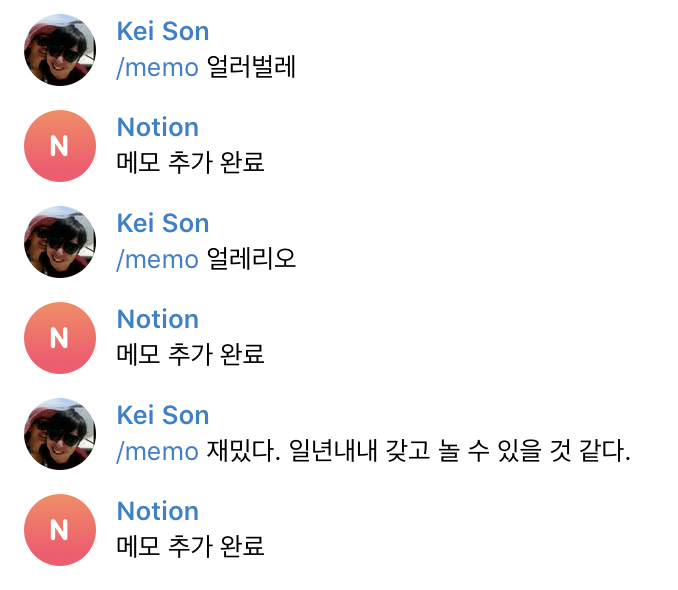 Kei Son
/memo 얼러벌레
N
Notion
메모 추가 완료
Kei Son
/memo 얼레리오
N
Notion
메모 추가 완료
Kei Son
/memo 재밌다. 일년내내 갖고 놀 수 있을 것 같다.
N
Notion
메모 추가 완료